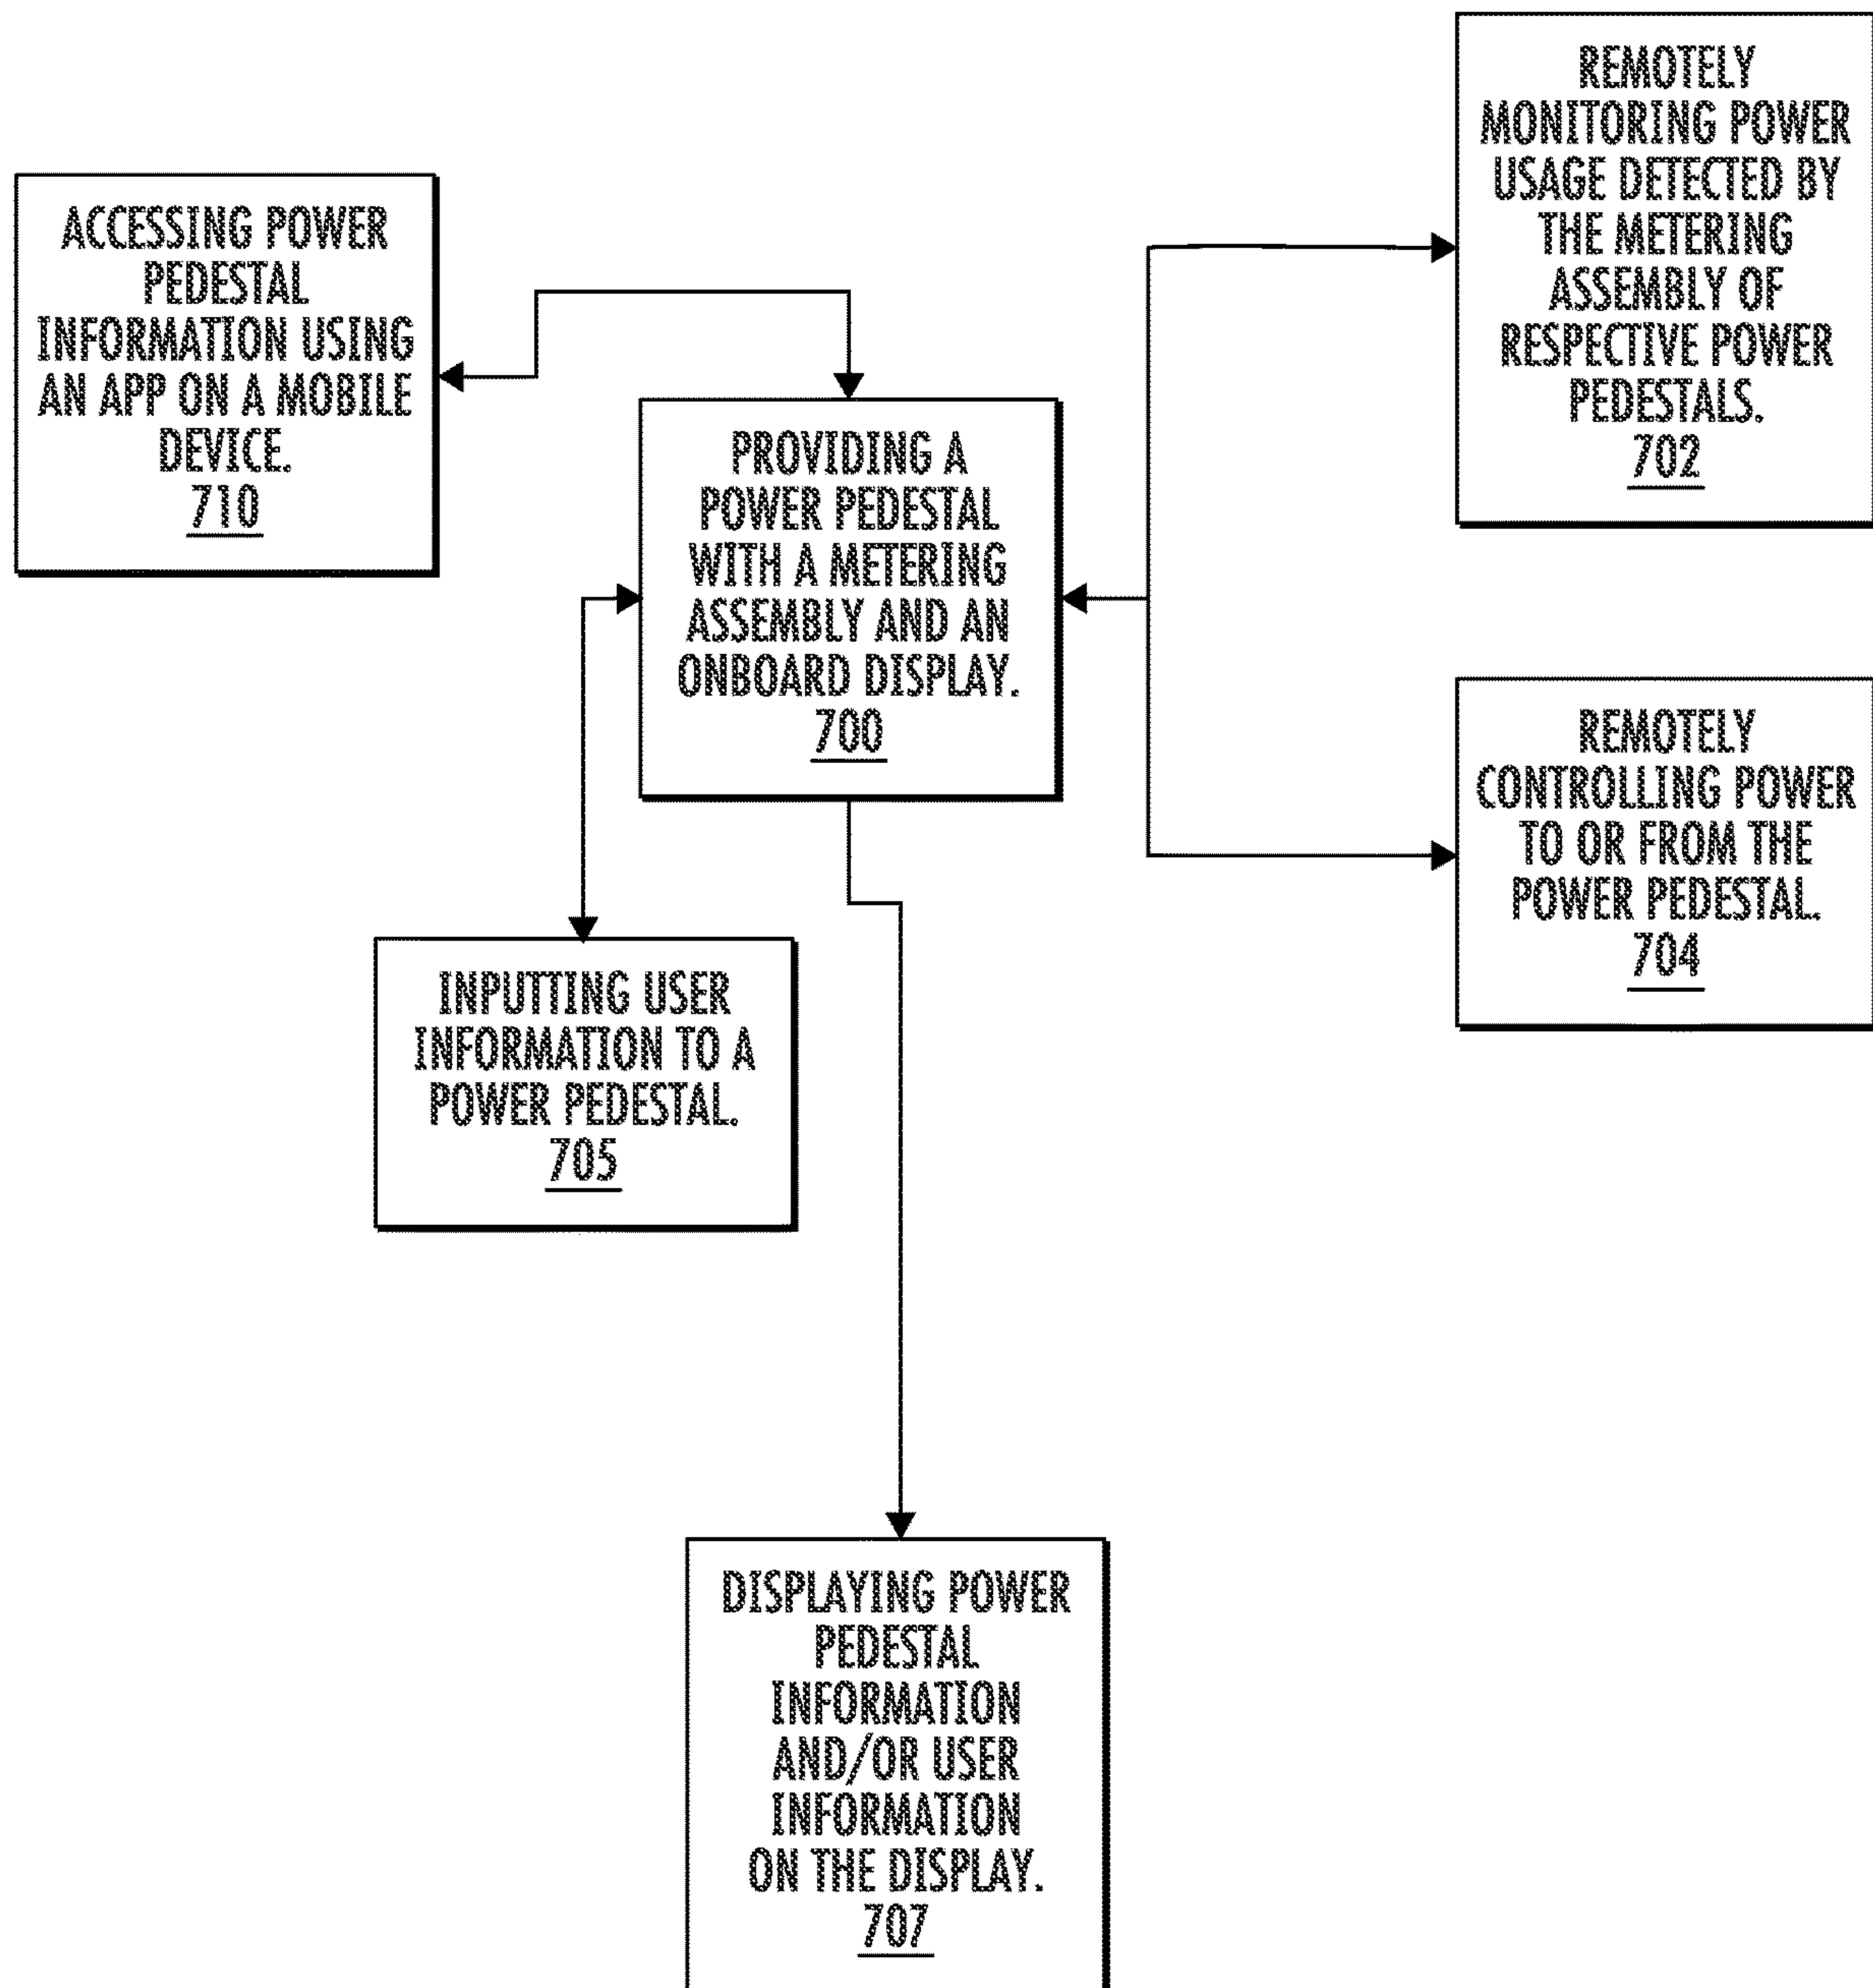 ACCESSING POWER
PEDESTAL
INFORMATION USING
AN APP ON A MOBILE
DEVICE.
710
PROVIDING A
POWER PEDESTAL
WITH A METERING
ASSEMBLY AND AN
ONBOARD DISPLAY.
700
REMOTELY
MONITORING POWER
USAGE DETECTED BY
THE METERING
ASSEMBLY OF
RESPECTIVE POWER
PEDESTALS.
702
REMOTELY
CONTROLLING POWER
TO OR FROM THE
POWER PEDESTAL.
704
INPUTTING USER
INFORMATION TO A
POWER PEDESTAL.
705
DISPLAYING POWER
PEDESTAL
INFORMATION
AND/OR USER
INFORMATION
ON THE DISPLAY.
707